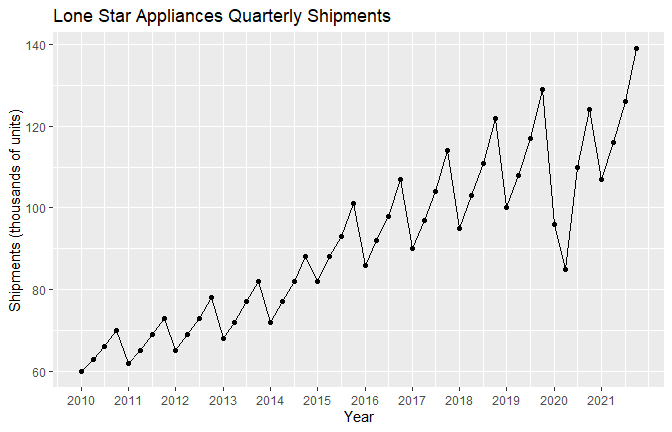 Lone Star Appliances Quarterly Shipments
Shipments (thousands of units)
140
120
100
80
60
2010 2011 2012 2013 2014 2015 2016 2017 2018 2019 2020 2021
Year